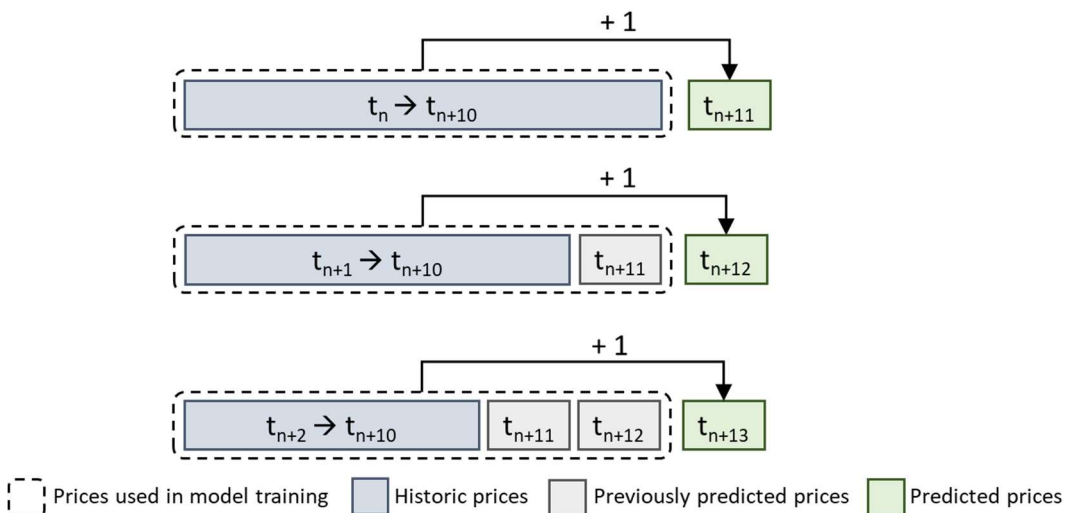 + 1
tₙ → tₙ₊₁₀ tₙ₊₁₁
+ 1
tₙ₊₁ → tₙ₊₁₀ tₙ₊₁₁ tₙ₊₁₂
+ 1
tₙ₊₂ → tₙ₊₁₀ tₙ₊₁₁ tₙ₊₁₂ tₙ₊₁₃
Prices used in model training Historic prices Previously predicted prices Predicted prices